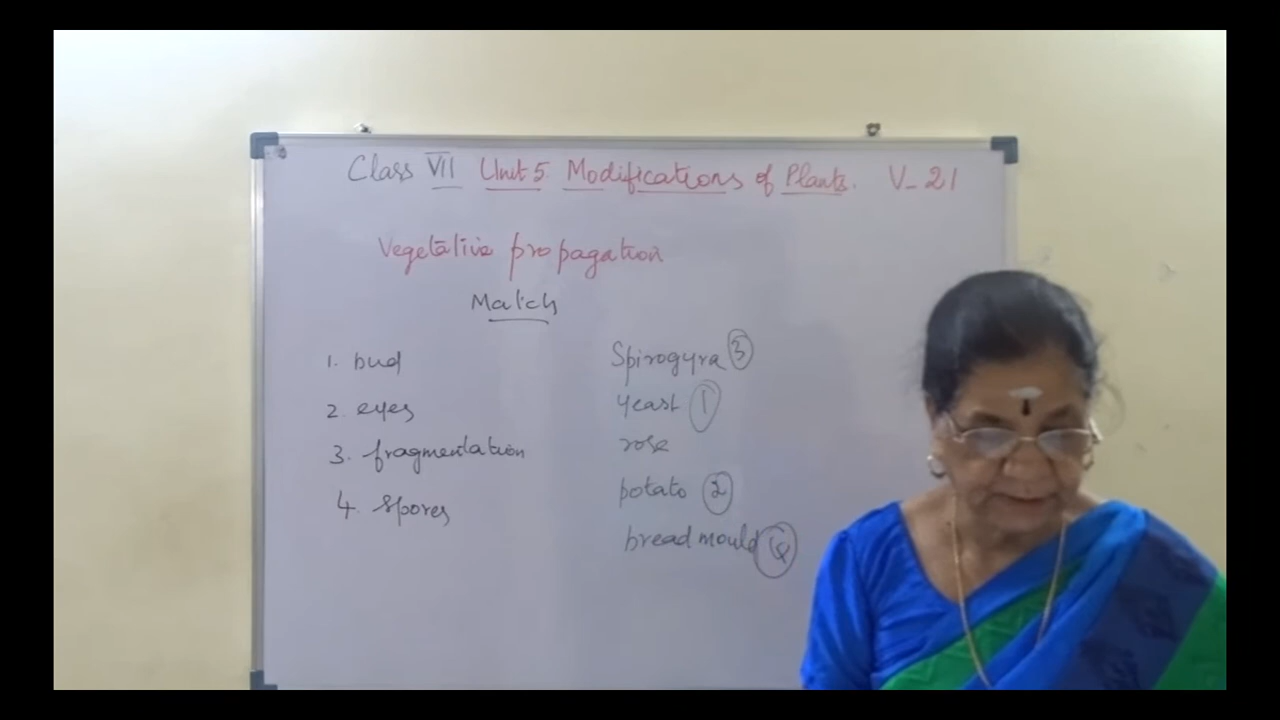 Class VII Unit 5. Modifications of Plants. V-21
Vegetative propagation
Match
1. bud Spirogyra 3
2. eyes yeast 1
3. fragmentation rose
4. spores potato 2
bread mould 4